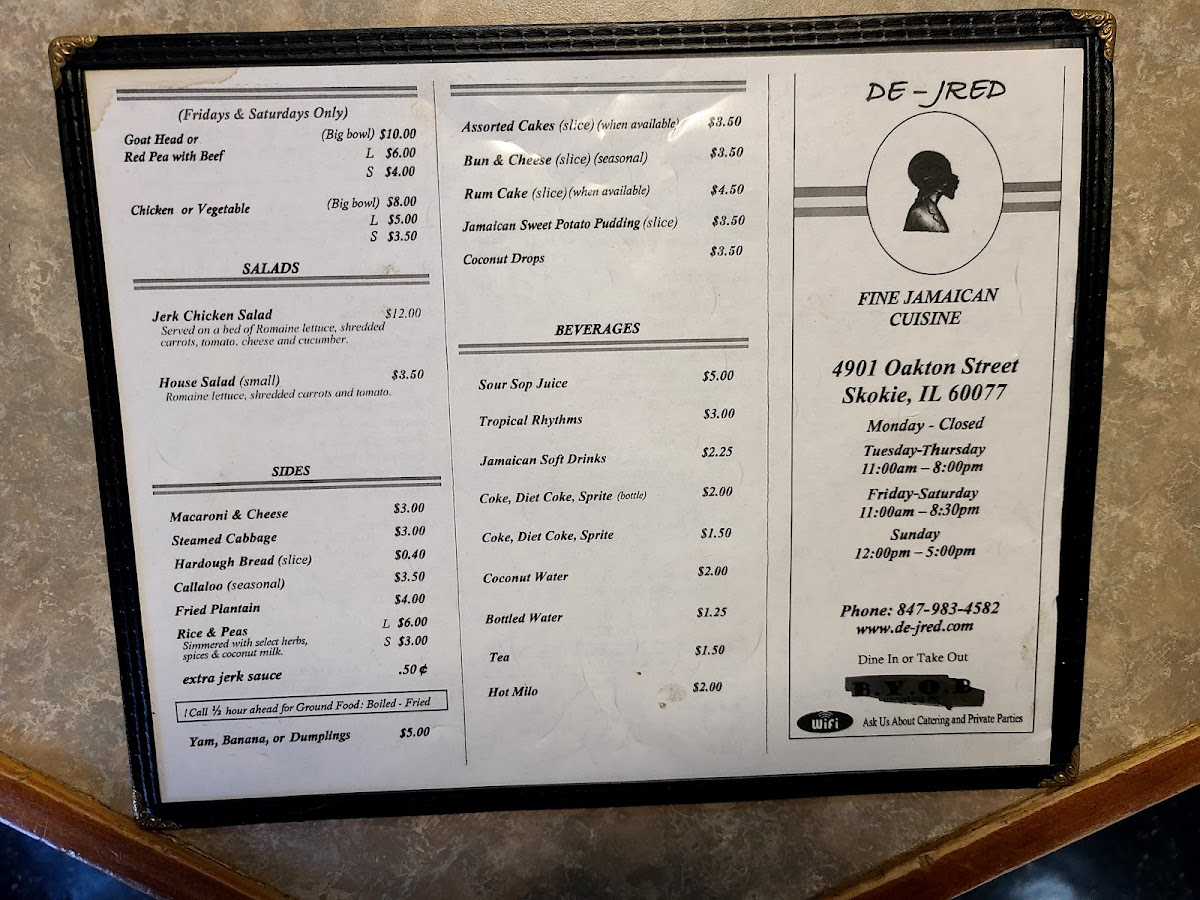 (Fridays & Saturdays Only)
Goat Head or (Big bowl) $10.00
Red Pea with Beef L $6.00
S $4.00
Chicken or Vegetable (Big bowl) $8.00
L $5.00
S $3.50
SALADS
Jerk Chicken Salad $12.00
Served on a bed of Romaine lettuce, shredded
carrots, tomato, cheese and cucumber.
House Salad (small) $3.50
Romaine lettuce, shredded carrots and tomato.
SIDES
Macaroni & Cheese $3.00
Steamed Cabbage $3.00
Hardough Bread (slice) $0.40
Callaloo (seasonal) $3.50
Fried Plantain $4.00
Rice & Peas L $6.00
Simmered with select herbs, S $3.00
spices & coconut milk.
extra jerk sauce .50 ¢
!Call ½ hour ahead for Ground Food: Boiled - Fried
Yam, Banana, or Dumplings $5.00
Assorted Cakes (slice) (when available) $3.50
Bun & Cheese (slice) (seasonal) $3.50
Rum Cake (slice) (when available) $4.50
Jamaican Sweet Potato Pudding (slice) $3.50
Coconut Drops $3.50
BEVERAGES
Sour Sop Juice $5.00
Tropical Rhythms $3.00
Jamaican Soft Drinks $2.25
Coke, Diet Coke, Sprite (bottle) $2.00
Coke, Diet Coke, Sprite $1.50
Coconut Water $2.00
Bottled Water $1.25
Tea $1.50
Hot Milo $2.00
DE-JRED
FINE JAMAICAN
CUISINE
4901 Oakton Street
Skokie, IL 60077
Monday - Closed
Tuesday-Thursday
11:00am – 8:00pm
Friday-Saturday
11:00am – 8:30pm
Sunday
12:00pm – 5:00pm
Phone: 847-983-4582
www.de-jred.com
Dine In or Take Out
B.Y.O.B
WiFi Ask Us About Catering and Private Parties